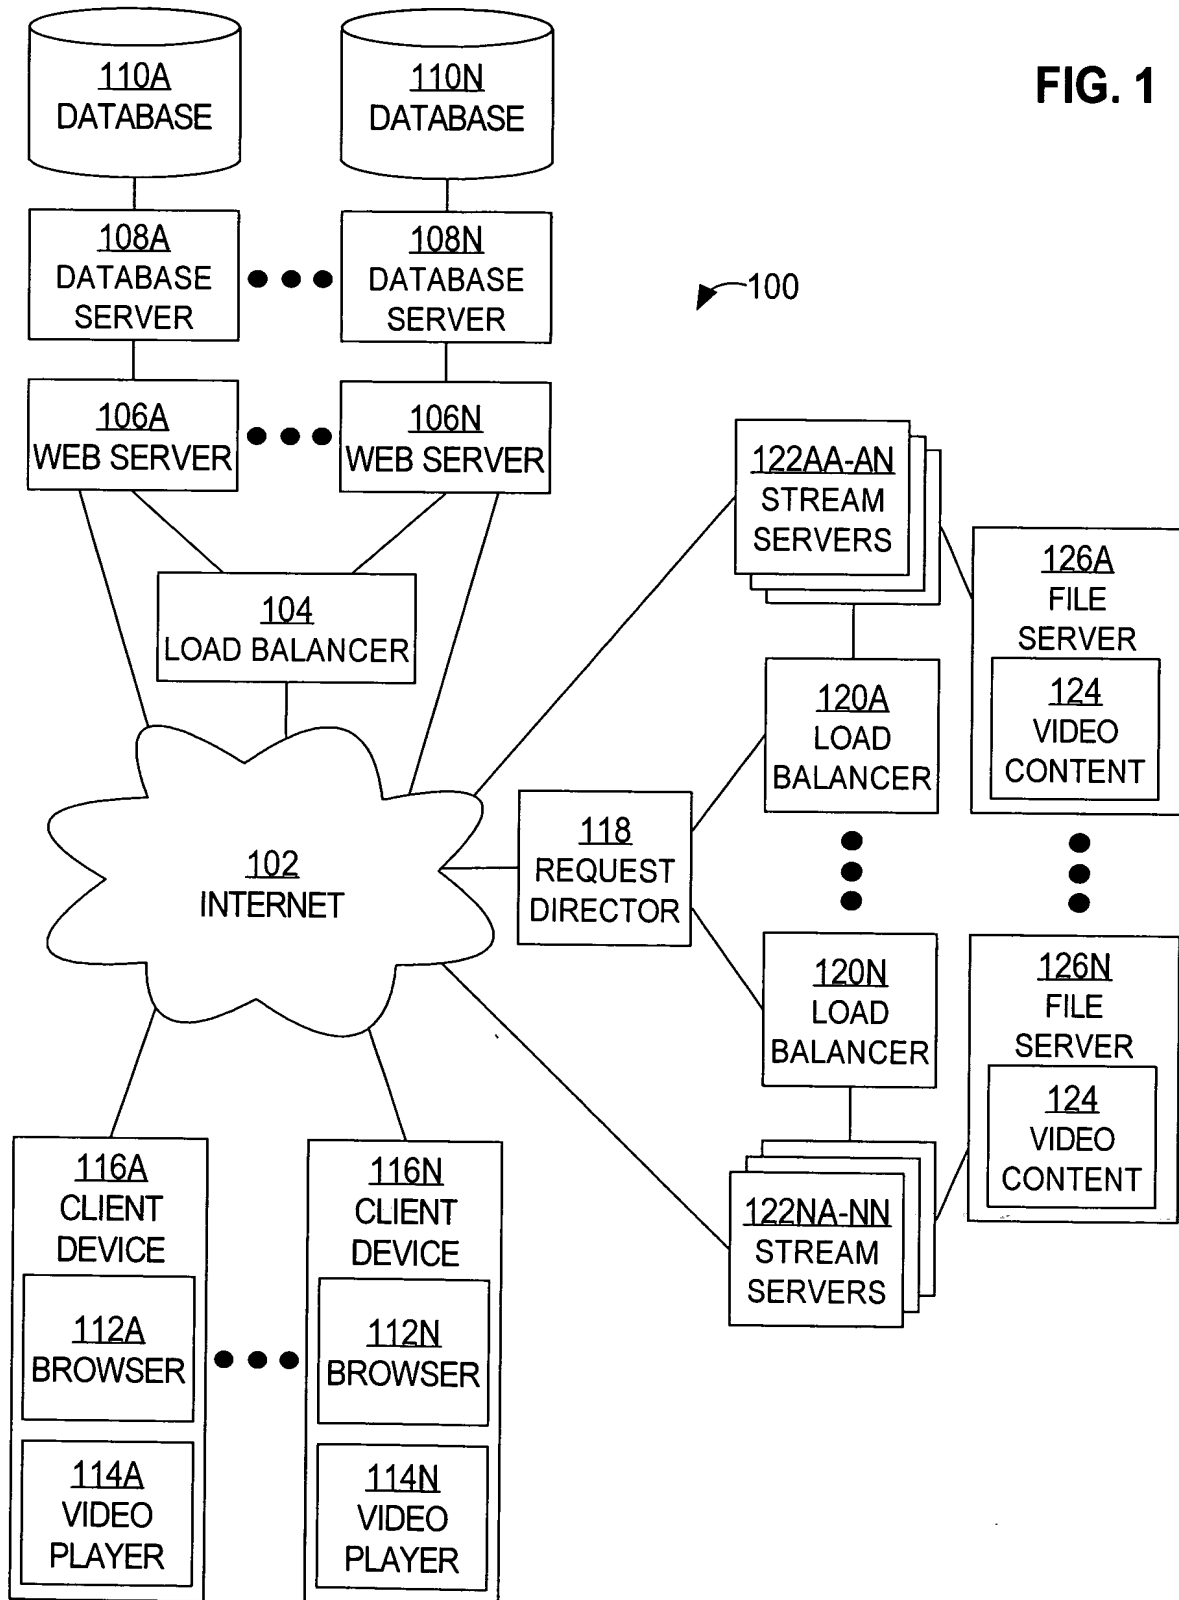 110A
DATABASE
110N
DATABASE
FIG. 1
108A
DATABASE
SERVER
108N
DATABASE
SERVER
100
106A
WEB SERVER
106N
WEB SERVER
122AA-AN
STREAM
SERVERS
126A
FILE
SERVER
124
VIDEO
CONTENT
104
LOAD BALANCER
120A
LOAD
BALANCER
118
REQUEST
DIRECTOR
102
INTERNET
120N
LOAD
BALANCER
126N
FILE
SERVER
124
VIDEO
CONTENT
122NA-NN
STREAM
SERVERS
116A
CLIENT
DEVICE
112A
BROWSER
114A
VIDEO
PLAYER
116N
CLIENT
DEVICE
112N
BROWSER
114N
VIDEO
PLAYER